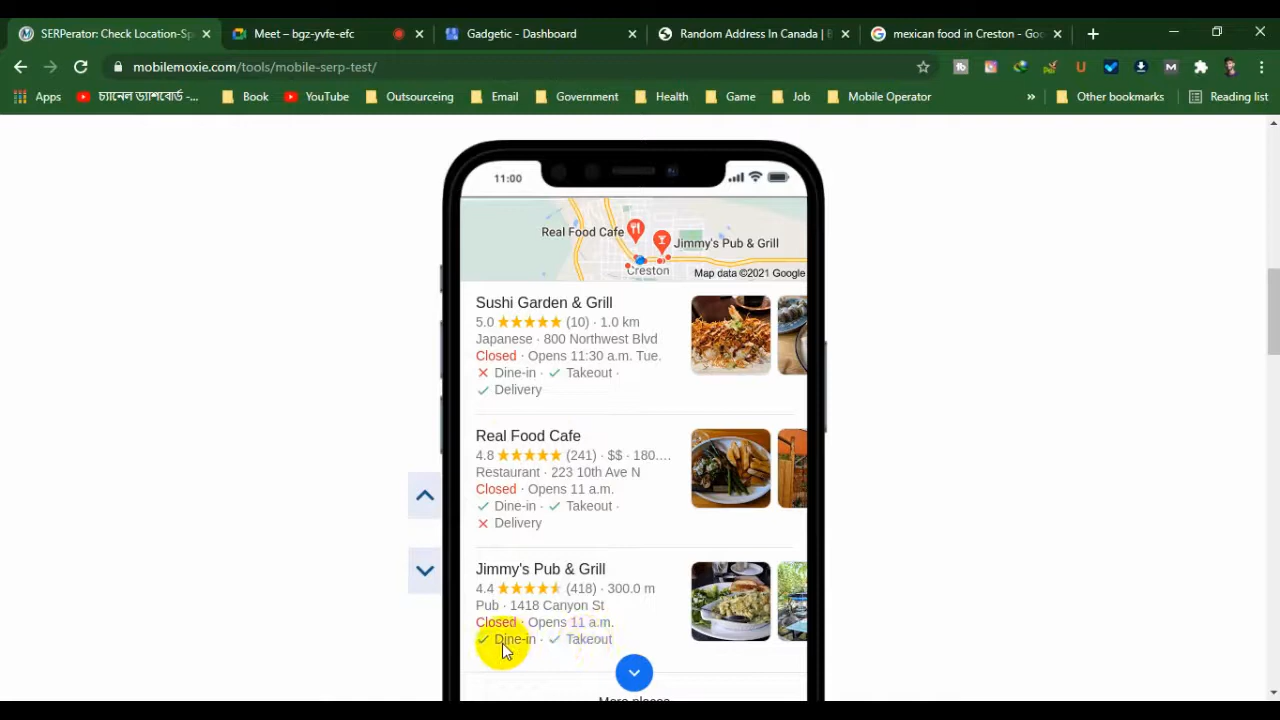 SERPerator: Check Location-Sp
Meet – bgz-yvfe-efc
Gadgetic - Dashboard
Random Address In Canada | B
mexican food in Creston - Goo
mobilemoxie.com/tools/mobile-serp-test/
Apps
চ্যানেল ড্যাশবোর্ড -...
Book
YouTube
Outsourceing
Email
Government
Health
Game
Job
Mobile Operator
»
Other bookmarks
Reading list
11:00
Real Food Cafe
Jimmy's Pub & Grill
Creston
Map data ©2021 Google
Sushi Garden & Grill
5.0 (10) · 1.0 km
Japanese · 800 Northwest Blvd
Closed · Opens 11:30 a.m. Tue.
Dine-in · Takeout ·
Delivery
Real Food Cafe
4.8 (241) · $$ · 180....
Restaurant · 223 10th Ave N
Closed · Opens 11 a.m.
Dine-in · Takeout ·
Delivery
Jimmy's Pub & Grill
4.4 (418) · 300.0 m
Pub · 1418 Canyon St
Closed · Opens 11 a.m.
Dine-in · Takeout
More places